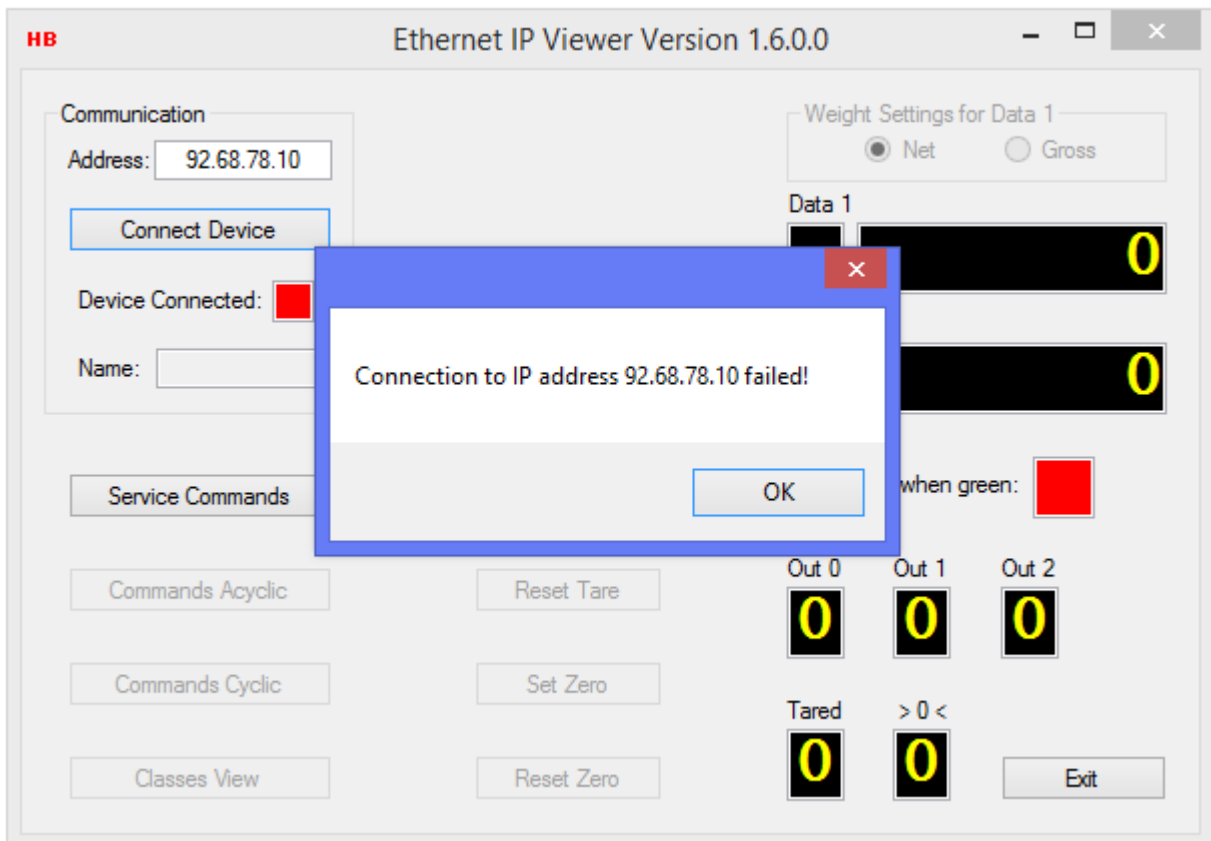 HB
Ethernet IP Viewer Version 1.6.0.0
Communication
Address: 92.68.78.10
Connect Device
Device Connected:
Name:
Weight Settings for Data 1
Net Gross
Data 1
0
0
Connection to IP address 92.68.78.10 failed!
OK
when green:
Service Commands
Commands Acyclic
Reset Tare
Out 0 Out 1 Out 2
0 0 0
Commands Cyclic
Set Zero
Tared > 0 <
0 0
Classes View
Reset Zero
Exit